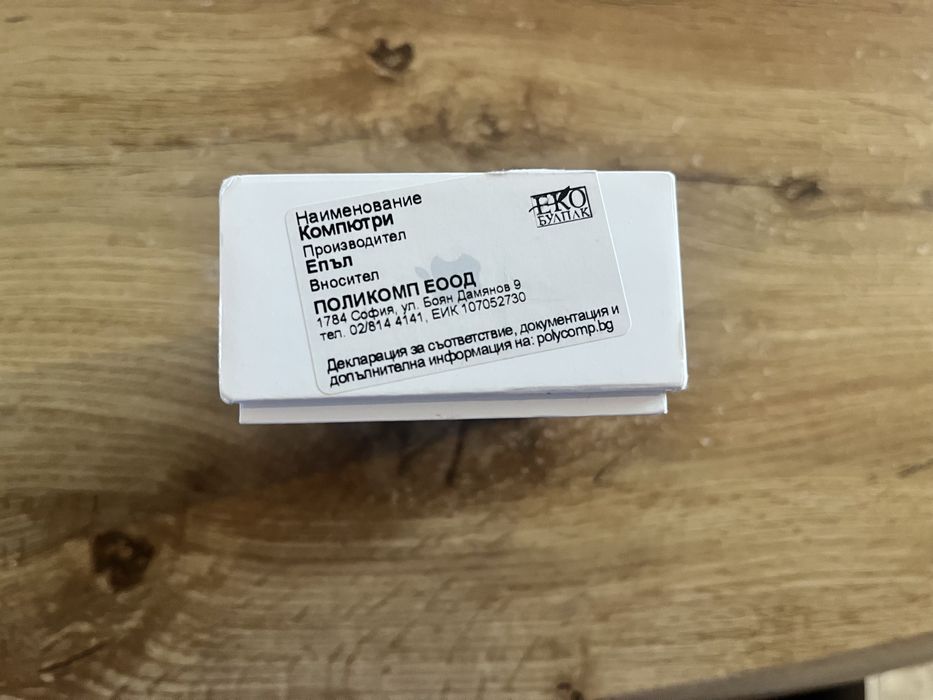 Наименование
Компютри
Производител
Епъл
Вносител
ПОЛИКОМП ЕООД
1784 София, ул. Боян Дамянов 9
тел. 02/814 4141, ЕИК 107052730
Декларация за съответствие, документация и
допълнителна информация на: polycomp.bg
ЕКО
БУЛПАК